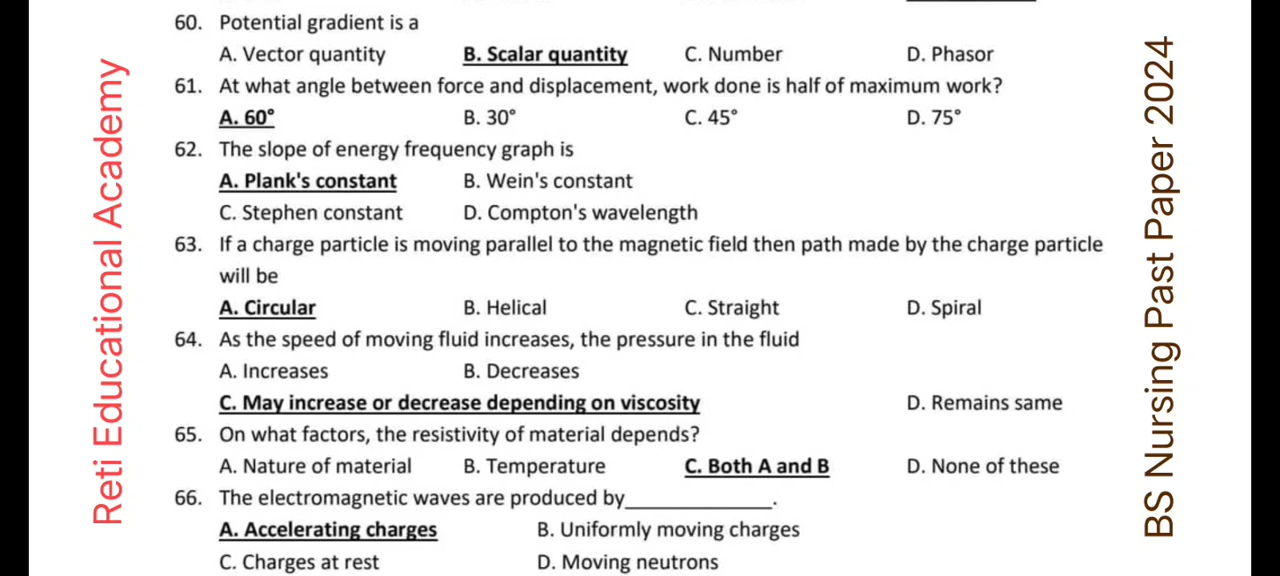 60. Potential gradient is a
A. Vector quantity B. Scalar quantity C. Number D. Phasor
61. At what angle between force and displacement, work done is half of maximum work?
A. 60° B. 30° C. 45° D. 75°
62. The slope of energy frequency graph is
A. Plank's constant B. Wein's constant
C. Stephen constant D. Compton's wavelength
63. If a charge particle is moving parallel to the magnetic field then path made by the charge particle
will be
A. Circular B. Helical C. Straight D. Spiral
64. As the speed of moving fluid increases, the pressure in the fluid
A. Increases B. Decreases
C. May increase or decrease depending on viscosity D. Remains same
65. On what factors, the resistivity of material depends?
A. Nature of material B. Temperature C. Both A and B D. None of these
66. The electromagnetic waves are produced by______________.
A. Accelerating charges B. Uniformly moving charges
C. Charges at rest D. Moving neutrons
Reti Educational Academy
BS Nursing Past Paper 2024